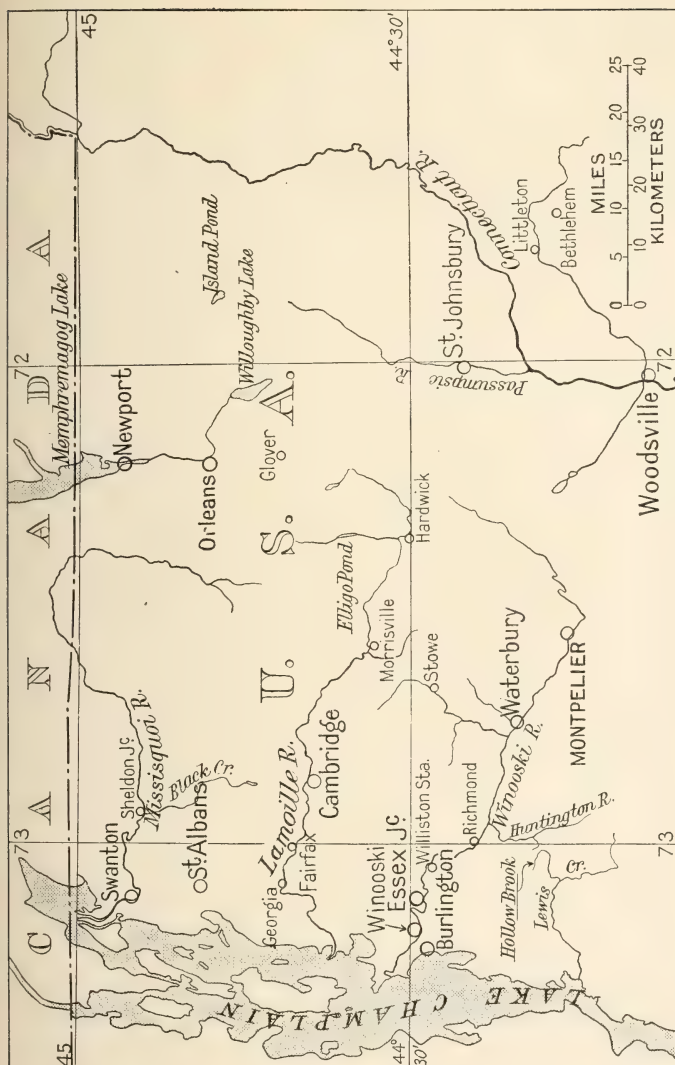 45
C A N A D A
Memphremagog Lake
72
Swanton
Sheldon Jc
Missisquoi R.
Black Cr.
St. Albans
Newport
Orleans
Willoughby Lake
Island Pond
Glover
U. S. A.
Georgia
Fairfax
Lamoille R.
Cambridge
Elligo Pond
Morrisville
Hardwick
Stowe
Winooski
Essex Jc
Williston Sta.
Burlington
Richmond
Winooski R.
Huntington R.
Waterbury
MONTPELIER
Hollow Brook
Lewis
Cr.
LAKE CHAMPLAIN
St. Johnsbury
Passumpsic
R.
Connecticut R.
Littleton
Bethlehem
Woodsville
44° 30'
45
44° 30'
73
73
72
0 5 10 15 20 25
MILES
0 10 20 30 40
KILOMETERS